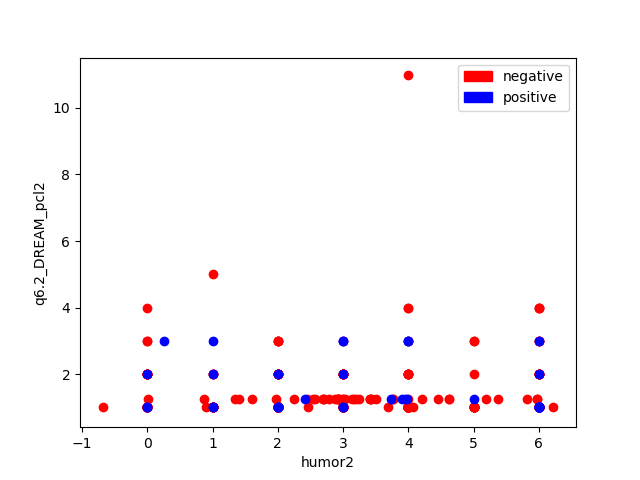 negative
positive
10
8
6
4
2
q6.2_DREAM_pcl2
−1 0 1 2 3 4 5 6
humor2